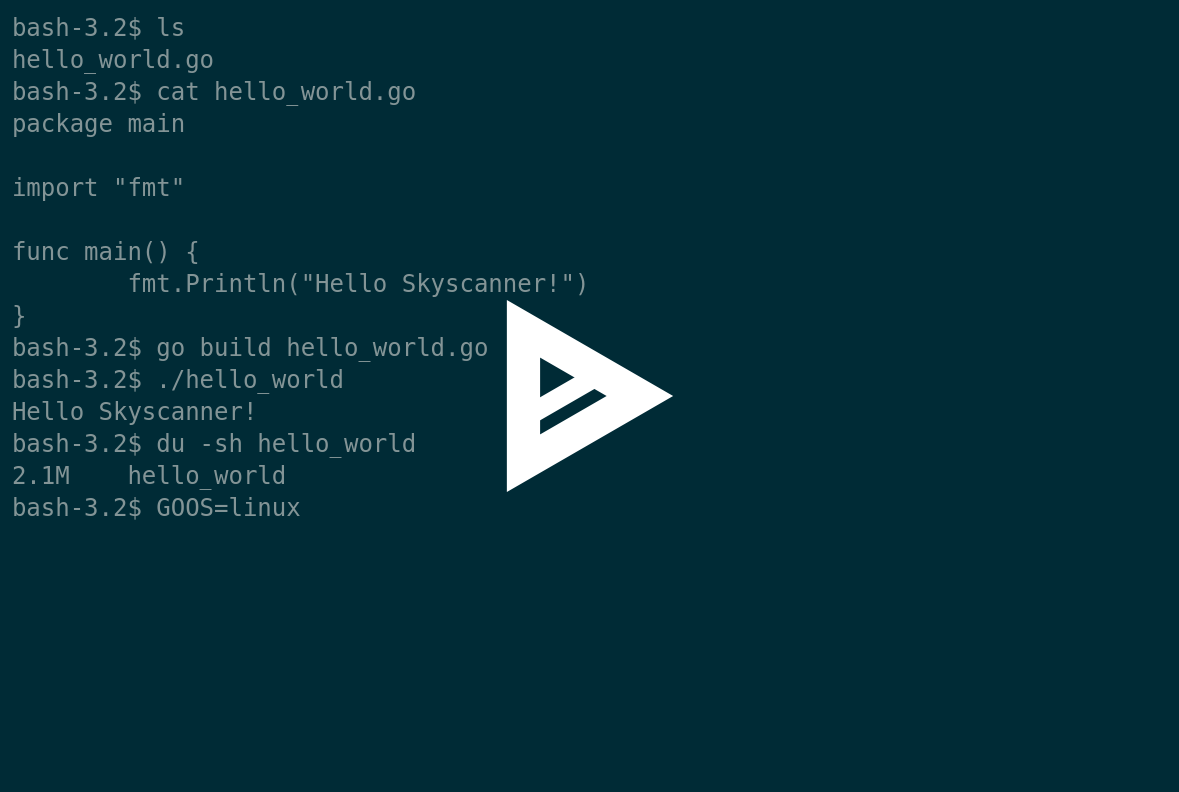 bash-3.2$ ls
hello_world.go
bash-3.2$ cat hello_world.go
package main

import "fmt"

func main() {
        fmt.Println("Hello Skyscanner!")
}
bash-3.2$ go build hello_world.go
bash-3.2$ ./hello_world
Hello Skyscanner!
bash-3.2$ du -sh hello_world
2.1M    hello_world
bash-3.2$ GOOS=linux